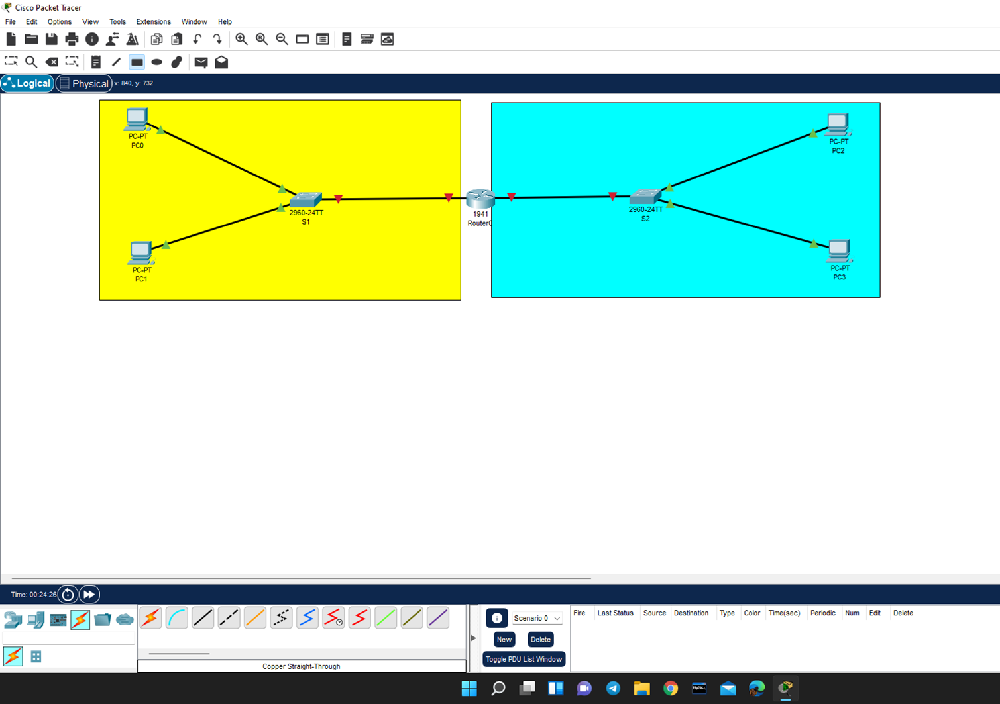 Cisco Packet Tracer
File Edit Options View Tools Extensions Window Help
Logical Physical x: 840, y: 732
PC-PT
PC0
PC-PT
PC1
2960-24TT
S1
1941
Router0
2960-24TT
S2
PC-PT
PC2
PC-PT
PC3
Time: 00:24:26
Scenario 0
New Delete
Toggle PDU List Window
Fire Last Status Source Destination Type Color Time(sec) Periodic Num Edit Delete
Copper Straight-Through